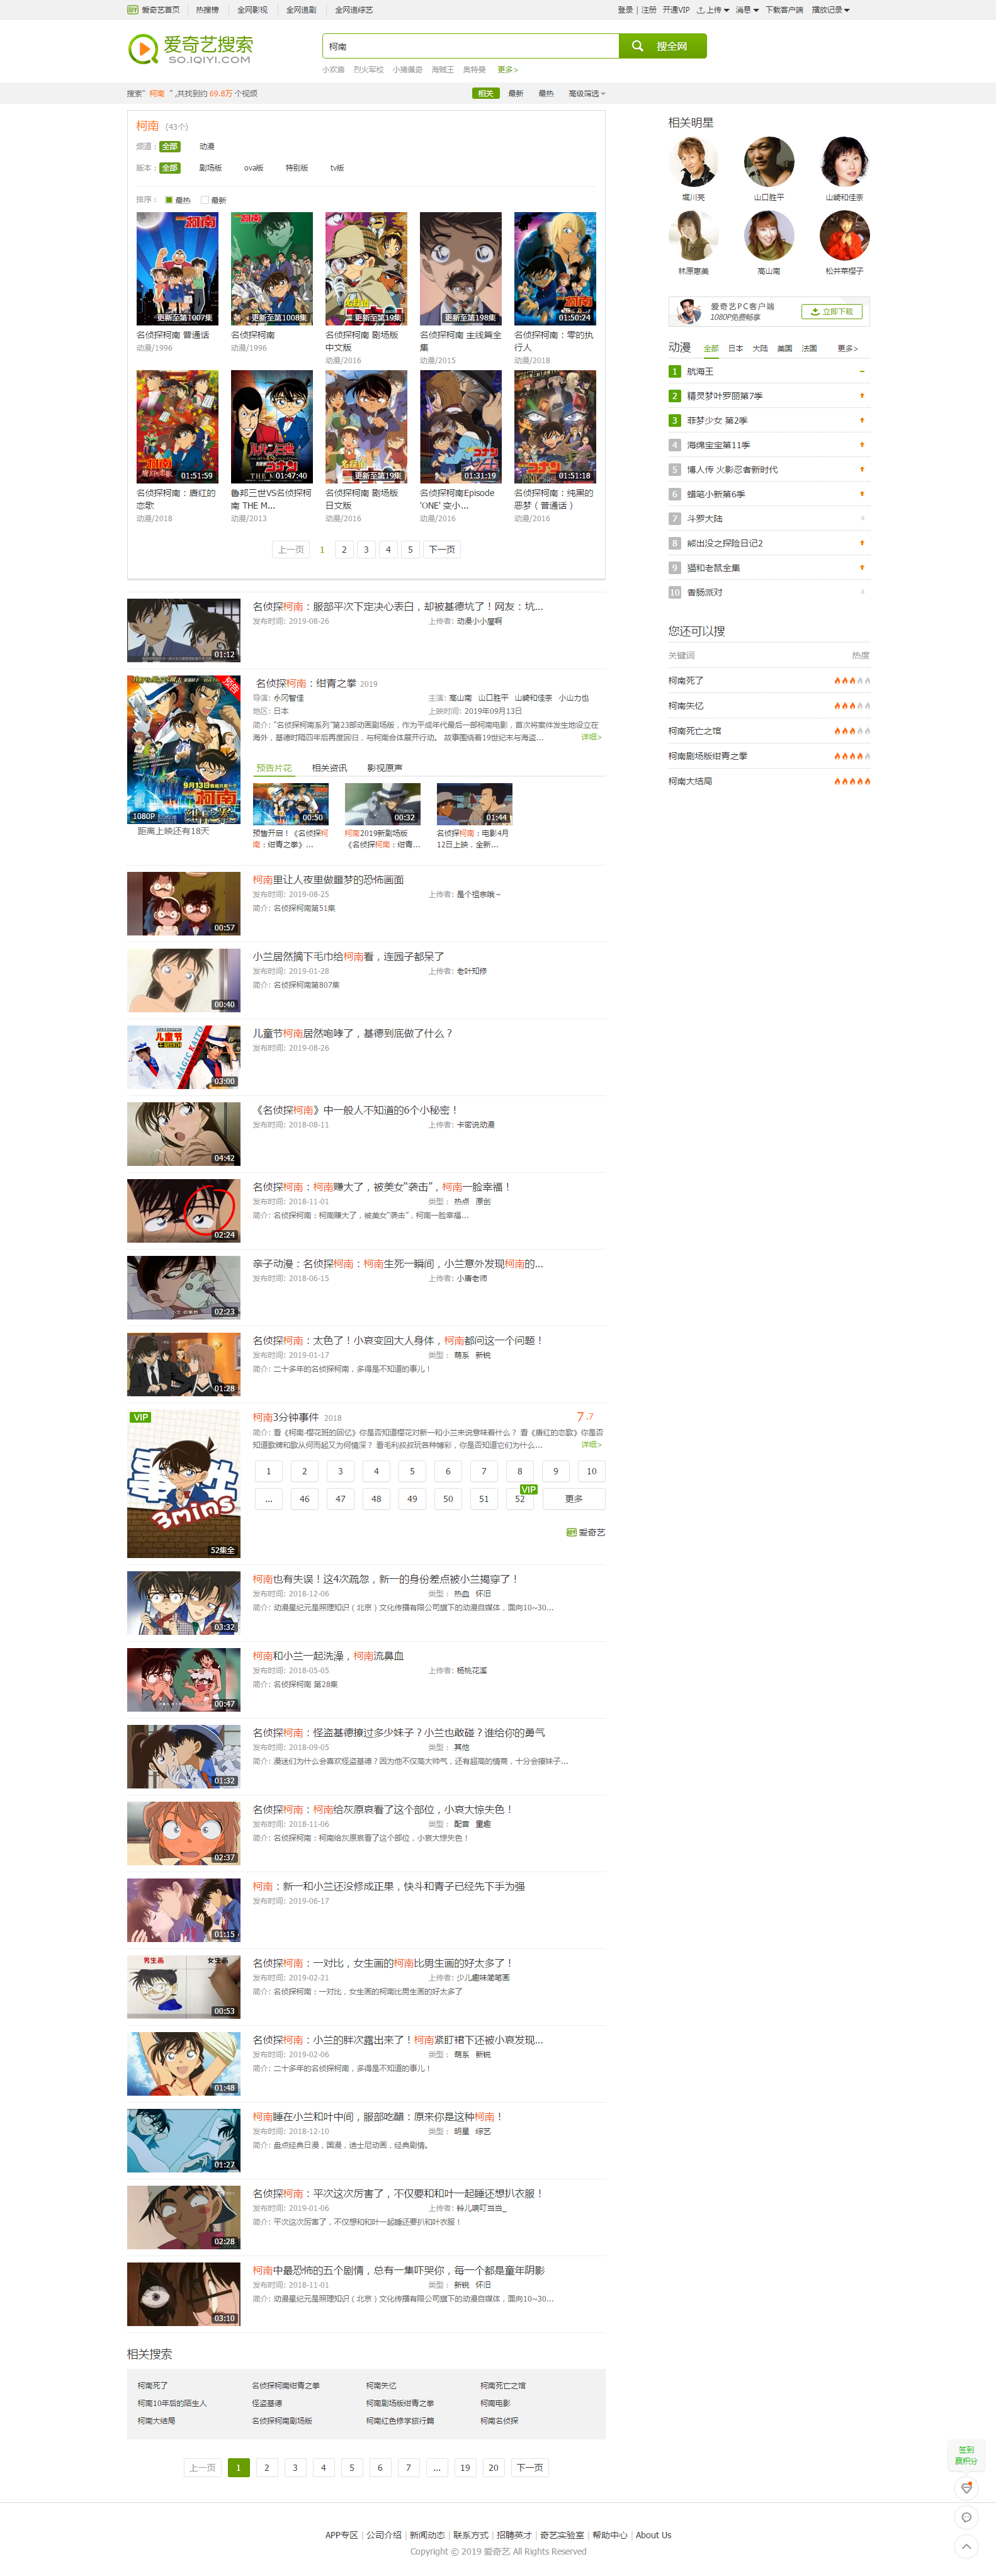 爱奇艺首页 热搜榜 全网影视 全网追剧 全网追综艺 登录 | 注册 开通VIP 上传 消息 下载客户端 播放记录
爱奇艺搜索
SO.IQIYI.COM
柯南 搜全网
小欢喜 烈火军校 小猪佩奇 海贼王 奥特曼 更多>
搜索“柯南”,共找到约 69.8万 个视频 相关 最新 最热 高级筛选
柯南 (43个)
频道: 全部 动漫
版本: 全部 剧场版 ova版 特别版 tv版
排序: 最热 最新
更新至第1007集 更新至第1008集 更新至第19集 更新至第198集 01:50:24
名侦探柯南 普通话
动漫/1996
名侦探柯南
动漫/1996
名侦探柯南 剧场版 中文版
动漫/2016
名侦探柯南 主线篇全集
动漫/2015
名侦探柯南：零的执行人
动漫/2018
01:51:59 01:47:40 更新至第19集 01:31:19 01:51:18
名侦探柯南：唐红的恋歌
动漫/2018
鲁邦三世VS名侦探柯南 THE M...
动漫/2013
名侦探柯南 剧场版 日文版
动漫/2016
名侦探柯南Episode 'ONE' 变小...
动漫/2016
名侦探柯南：纯黑的恶梦（普通话）
动漫/2016
上一页 1 2 3 4 5 下一页
01:12
名侦探柯南：服部平次下定决心表白，却被基德坑了！网友：坑...
发布时间: 2019-08-26 上传者: 动漫小小屋啊
预告
9月13日
1080P
距离上映还有18天
名侦探柯南：绀青之拳 2019
导演: 永冈智佳 主演: 高山南 山口胜平 山崎和佳奈 小山力也
地区: 日本 上映时间: 2019年09月13日
简介: "名侦探柯南系列"第23部动画剧场版，作为平成年代最后一部柯南电影，首次将案件发生地设立在
海外，基德时隔四年后再度回归，与柯南合体展开行动。 故事围绕着19世纪末与海盗... 详细>
预告片花 相关资讯 影视原声
00:50 00:32 01:44
预售开启！《名侦探柯南：绀青之拳》...
柯南2019新剧场版《名侦探柯南：绀青...
名侦探柯南：电影4月12日上映，全新...
00:57
柯南里让人夜里做噩梦的恐怖画面
发布时间: 2019-08-25 上传者: 是个祖宗哦~
简介: 名侦探柯南第51集
00:40
小兰居然摘下毛巾给柯南看，连园子都呆了
发布时间: 2019-01-28 上传者: 老叶知修
简介: 名侦探柯南第807集
儿童节
MAGIC KAITO
03:00
儿童节柯南居然咆哮了，基德到底做了什么？
发布时间: 2019-08-26
04:42
《名侦探柯南》中一般人不知道的6个小秘密！
发布时间: 2018-08-11 上传者: 卡密说动漫
02:24
名侦探柯南：柯南赚大了，被美女"袭击"，柯南一脸幸福！
发布时间: 2018-11-01 类型： 热点 原创
简介: 名侦探柯南：柯南赚大了，被美女"袭击"，柯南一脸幸福...
02:23
亲子动漫：名侦探柯南：柯南生死一瞬间，小兰意外发现柯南的...
发布时间: 2018-06-15 上传者: 小唐老师
01:28
名侦探柯南：太色了！小哀变回大人身体，柯南都问这一个问题！
发布时间: 2019-01-17 类型： 萌系 新锐
简介: 二十多年的名侦探柯南，多得是不知道的事儿！
VIP
3mins
52集全
柯南3分钟事件 2018 7.7
简介: 看《柯南-樱花班的回忆》你是否知道樱花对新一和小兰来说意味着什么？ 看《唐红的恋歌》你是否
知道歌牌和歌从何而起又为何情深？ 看毛利叔叔玩各种博彩，你是否知道它们为什么... 详细>
1 2 3 4 5 6 7 8 9 10
... 46 47 48 49 50 51 52 VIP 更多
爱奇艺
03:32
柯南也有失误！这4次疏忽，新一的身份差点被小兰揭穿了！
发布时间: 2018-12-06 类型： 热血 怀旧
简介: 动漫星纪元是照理知识（北京）文化传播有限公司旗下的动漫自媒体，面向10~30...
00:47
柯南和小兰一起洗澡，柯南流鼻血
发布时间: 2018-05-05 上传者: 杨桃花溪
简介: 名侦探柯南 第28集
01:32
名侦探柯南：怪盗基德撩过多少妹子？小兰也敢碰？谁给你的勇气
发布时间: 2018-09-05 类型： 其他
简介: 漫迷们为什么会喜欢怪盗基德？因为他不仅高大帅气，还有超高的情商，十分会撩妹子...
02:37
名侦探柯南：柯南给灰原哀看了这个部位，小哀大惊失色！
发布时间: 2018-11-06 类型： 配音 童趣
简介: 名侦探柯南：柯南给灰原哀看了这个部位，小哀大惊失色！
01:15
柯南：新一和小兰还没修成正果，快斗和青子已经先下手为强
发布时间: 2019-06-17
男生画 女生画
00:53
名侦探柯南：一对比，女生画的柯南比男生画的好太多了！
发布时间: 2019-02-21 上传者: 少儿趣味简笔画
简介: 名侦探柯南：一对比，女生画的柯南比男生画的好太多了
01:48
名侦探柯南：小兰的胖次露出来了！柯南紧盯裙下还被小哀发现...
发布时间: 2019-02-06 类型： 萌系 新锐
简介: 二十多年的名侦探柯南，多得是不知道的事儿！
01:27
柯南睡在小兰和叶中间，服部吃醋：原来你是这种柯南！
发布时间: 2018-12-10 类型： 明星 综艺
简介: 盘点经典日漫，国漫，迪士尼动画，经典剧情。
02:28
名侦探柯南：平次这次厉害了，不仅要和和叶一起睡还想扒衣服！
发布时间: 2019-01-06 上传者: 铃儿啊叮当当_
简介: 平次这次厉害了，不仅想和和叶一起睡还要扒和叶衣服！
03:10
柯南中最恐怖的五个剧情，总有一集吓哭你，每一个都是童年阴影
发布时间: 2018-11-01 类型： 新锐 怀旧
简介: 动漫星纪元是照理知识（北京）文化传播有限公司旗下的动漫自媒体，面向10~30...
相关搜索
柯南死了 名侦探柯南绀青之拳 柯南失忆 柯南死亡之馆
柯南10年后的陌生人 怪盗基德 柯南剧场版绀青之拳 柯南电影
柯南大结局 名侦探柯南剧场版 柯南红色修学旅行篇 柯南名侦探
上一页 1 2 3 4 5 6 7 ... 19 20 下一页
相关明星
堀川亮 山口胜平 山崎和佳奈
林原惠美 高山南 松井菜樱子
爱奇艺PC客户端
1080P免费畅享
立即下载
动漫 全部 日本 大陆 美国 法国 更多>
1 航海王
2 精灵梦叶罗丽第7季
3 菲梦少女 第2季
4 海绵宝宝第11季
5 博人传 火影忍者新时代
6 蜡笔小新第6季
7 斗罗大陆
8 熊出没之探险日记2
9 猫和老鼠全集
10 香肠派对
您还可以搜
关键词 热度
柯南死了
柯南失忆
柯南死亡之馆
柯南剧场版绀青之拳
柯南大结局
签到
赢积分
APP专区 | 公司介绍 | 新闻动态 | 联系方式 | 招聘英才 | 奇艺实验室 | 帮助中心 | About Us
Copyright © 2019 爱奇艺 All Rights Reserved